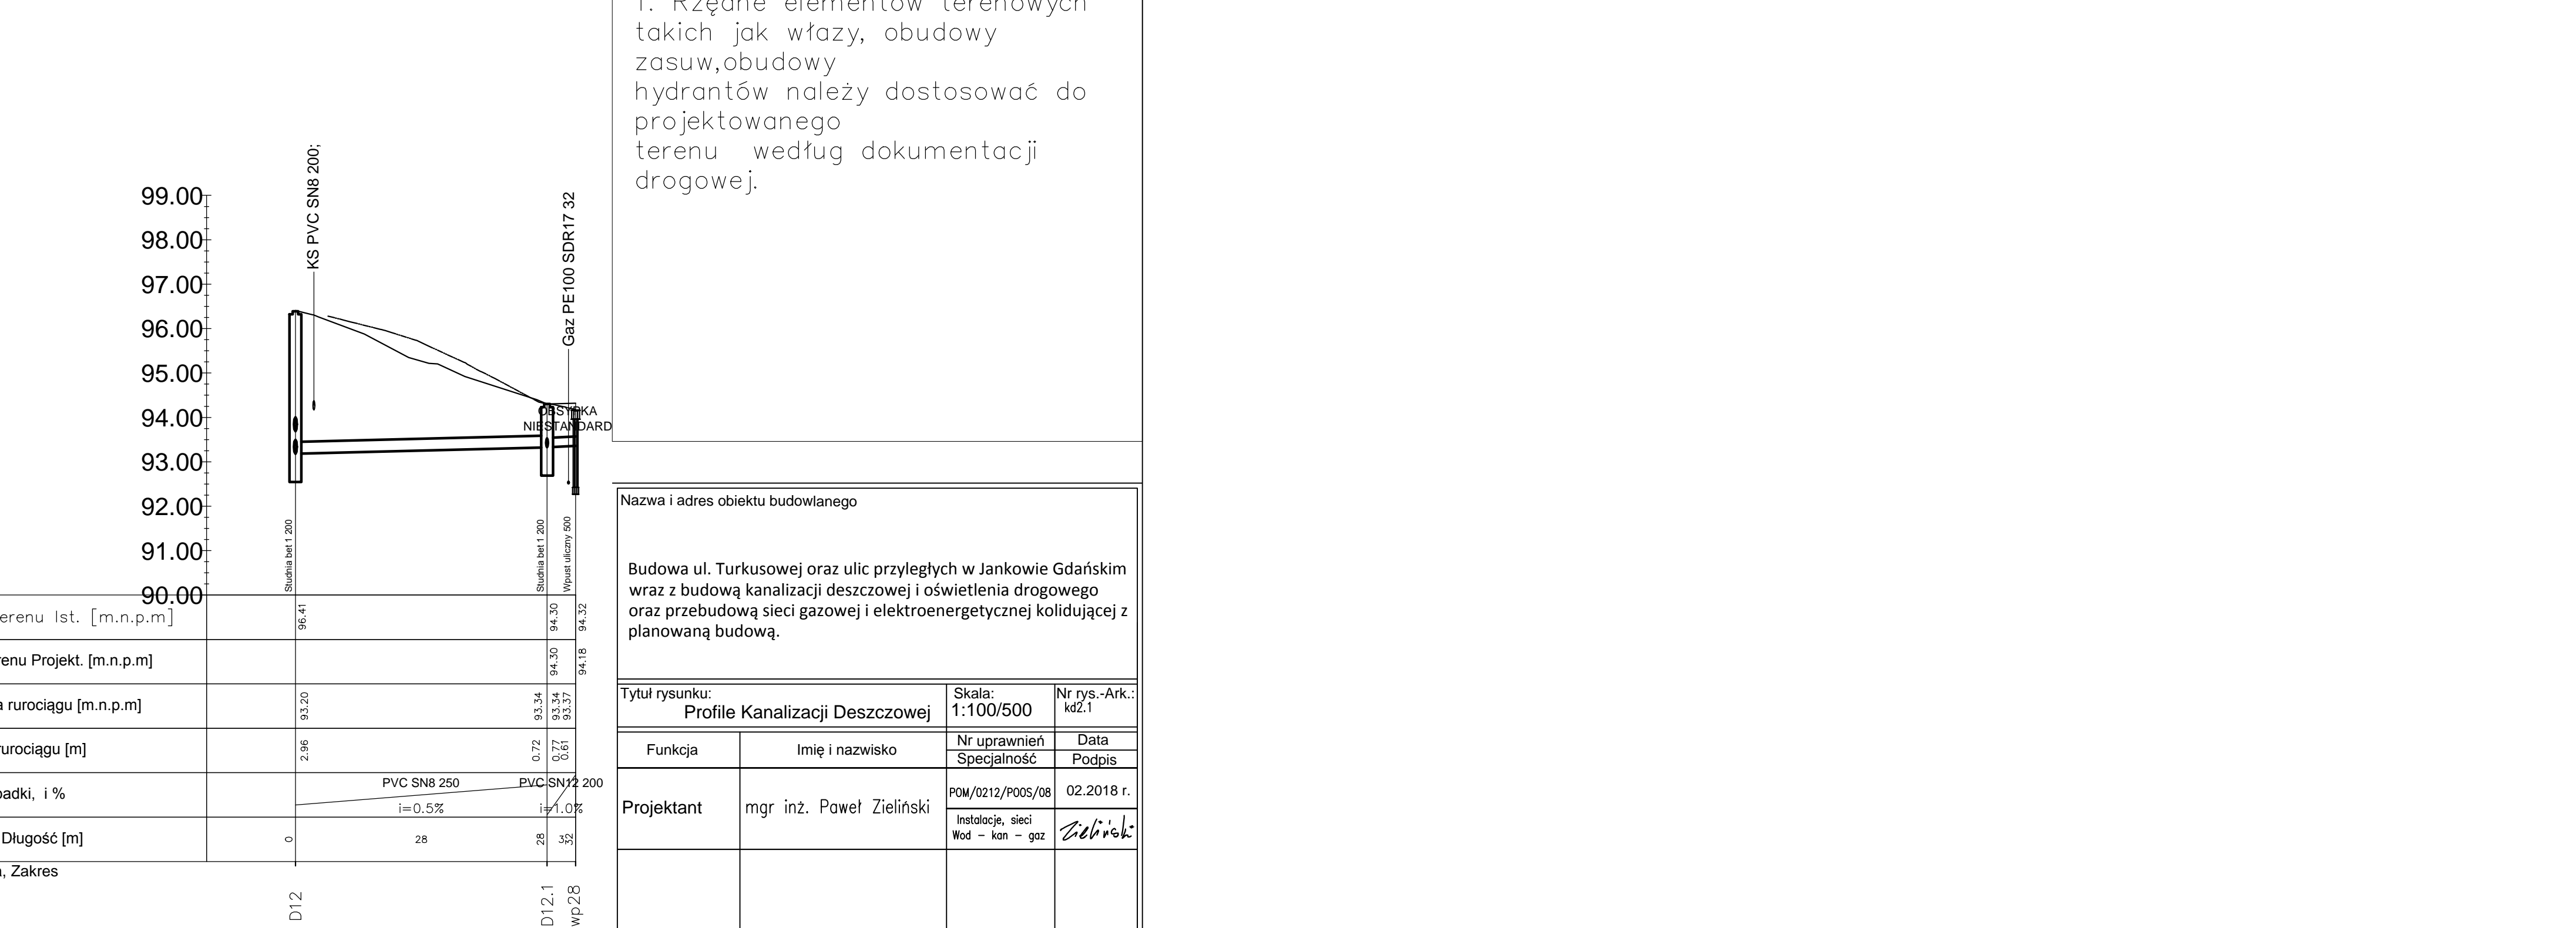 1. Rzędne elementów terenowych
takich jak włazy, obudowy
zasuw,obudowy
hydrantów należy dostosować do
projektowanego
terenu według dokumentacji
drogowej.
KS PVC SN8 200;
Gaz PE100 SDR17 32
99.00
98.00
97.00
96.00
95.00
94.00
93.00
92.00
91.00
90.00
OBSYPKA
NIESTANDARD
Studnia bet 1 200
Studnia bet 1 200
Wpust uliczny 500
erenu Ist. [m.n.p.m]
96.41
94.30
94.32
renu Projekt. [m.n.p.m]
94.30
94.18
a rurociągu [m.n.p.m]
93.20
93.34
93.34
93.37
rurociągu [m]
2.96
0.72
0.77
0.61
adki, i %
PVC SN8 250
PVC SN12 200
i=0.5%
i=1.0%
Długość [m]
0
28
28
3
32
, Zakres
D12
D12.1
wp28
Nazwa i adres obiektu budowlanego
Budowa ul. Turkusowej oraz ulic przyległych w Jankowie Gdańskim
wraz z budową kanalizacji deszczowej i oświetlenia drogowego
oraz przebudową sieci gazowej i elektroenergetycznej kolidującej z
planowaną budową.
Tytuł rysunku:
Profile Kanalizacji Deszczowej
Skala:
1:100/500
Nr rys.-Ark.:
kd2.1
Funkcja
Imię i nazwisko
Nr uprawnień
Specjalność
Data
Podpis
Projektant
mgr inż. Paweł Zieliński
POM/0212/POOS/08
02.2018 r.
Instalacje, sieci
Wod – kan – gaz
Zieliński